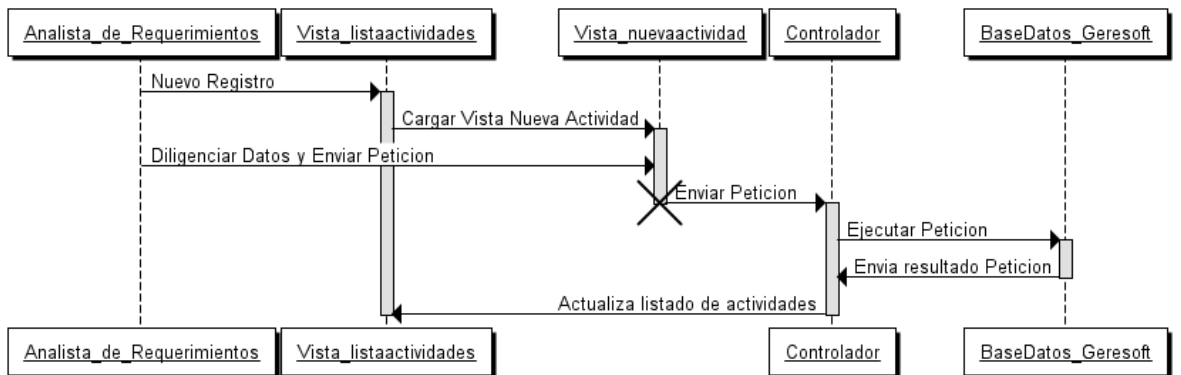 Analista_de_Requerimientos Vista_listaactividades Vista_nuevaactividad Controlador BaseDatos_Geresoft
Nuevo Registro
Cargar Vista Nueva Actividad
Diligenciar Datos y Enviar Peticion
Enviar Peticion
Ejecutar Peticion
Envia resultado Peticion
Actualiza listado de actividades
Analista_de_Requerimientos Vista_listaactividades Controlador BaseDatos_Geresoft